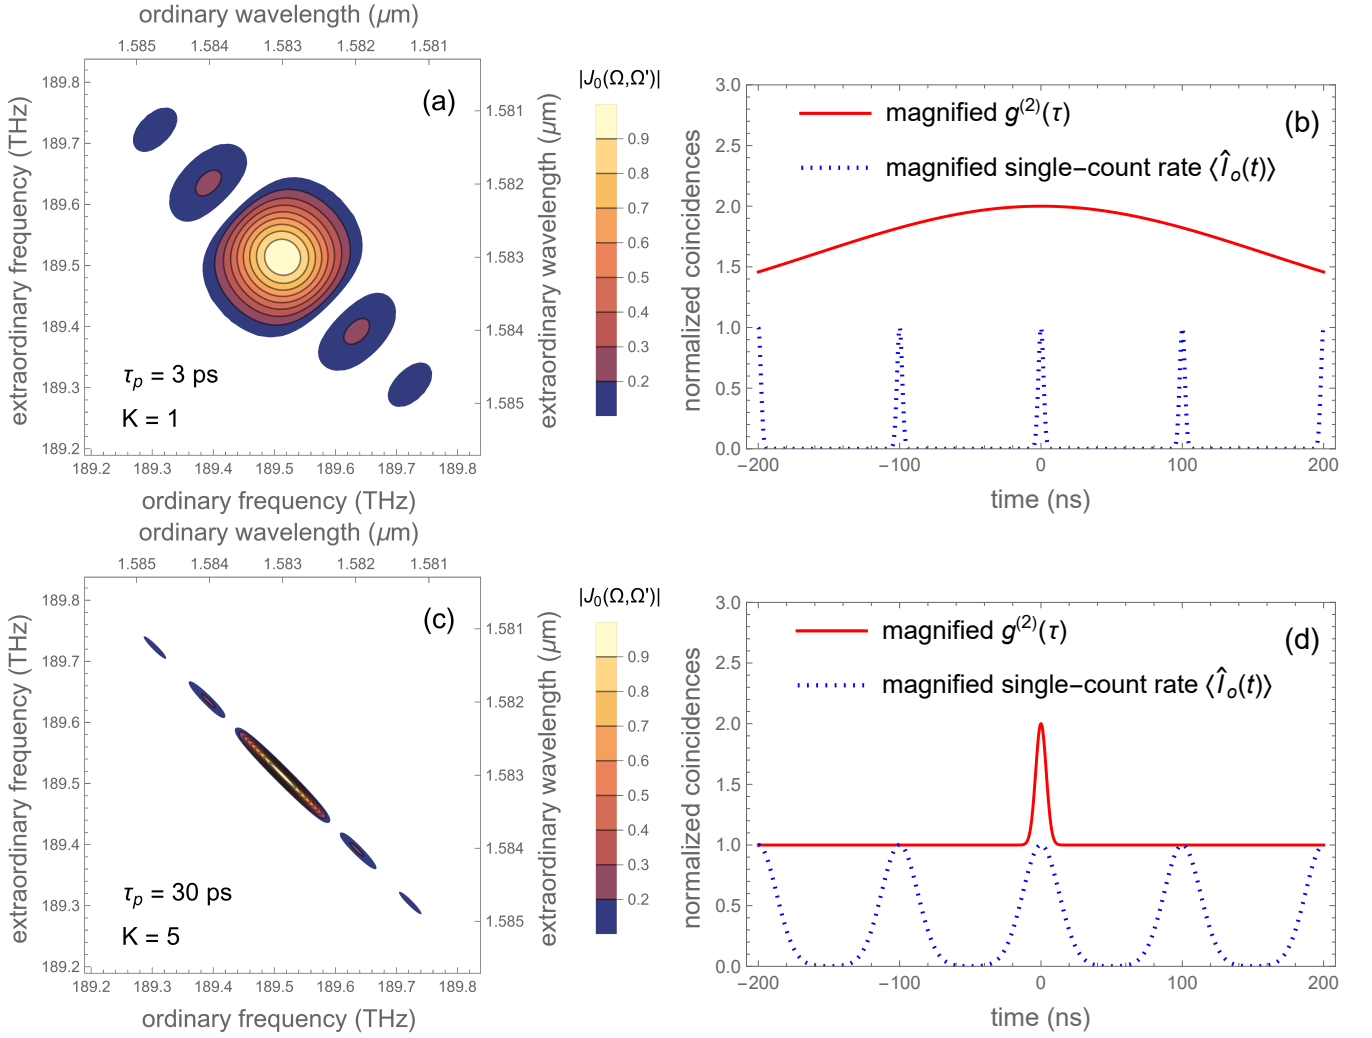 ordinary wavelength (μm)
1.585 1.584 1.583 1.582 1.581
(a)
extraordinary frequency (THz)
189.8
189.7
189.6
189.5
189.4
189.3
189.2
τp = 3 ps
K = 1
189.2 189.3 189.4 189.5 189.6 189.7 189.8
ordinary frequency (THz)
1.581
1.582
1.583
1.584
1.585
extraordinary wavelength (μm)
|J0(Ω,Ω')|
0.9
0.8
0.7
0.6
0.5
0.4
0.3
0.2
(b)
magnified g(2)(τ)
magnified single−count rate ⟨Îo(t)⟩
normalized coincidences
3.0
2.5
2.0
1.5
1.0
0.5
0.0
−200 −100 0 100 200
time (ns)
ordinary wavelength (μm)
1.585 1.584 1.583 1.582 1.581
(c)
extraordinary frequency (THz)
189.8
189.7
189.6
189.5
189.4
189.3
189.2
τp = 30 ps
K = 5
189.2 189.3 189.4 189.5 189.6 189.7 189.8
ordinary frequency (THz)
1.581
1.582
1.583
1.584
1.585
extraordinary wavelength (μm)
|J0(Ω,Ω')|
0.9
0.8
0.7
0.6
0.5
0.4
0.3
0.2
(d)
magnified g(2)(τ)
magnified single−count rate ⟨Îo(t)⟩
normalized coincidences
3.0
2.5
2.0
1.5
1.0
0.5
0.0
−200 −100 0 100 200
time (ns)